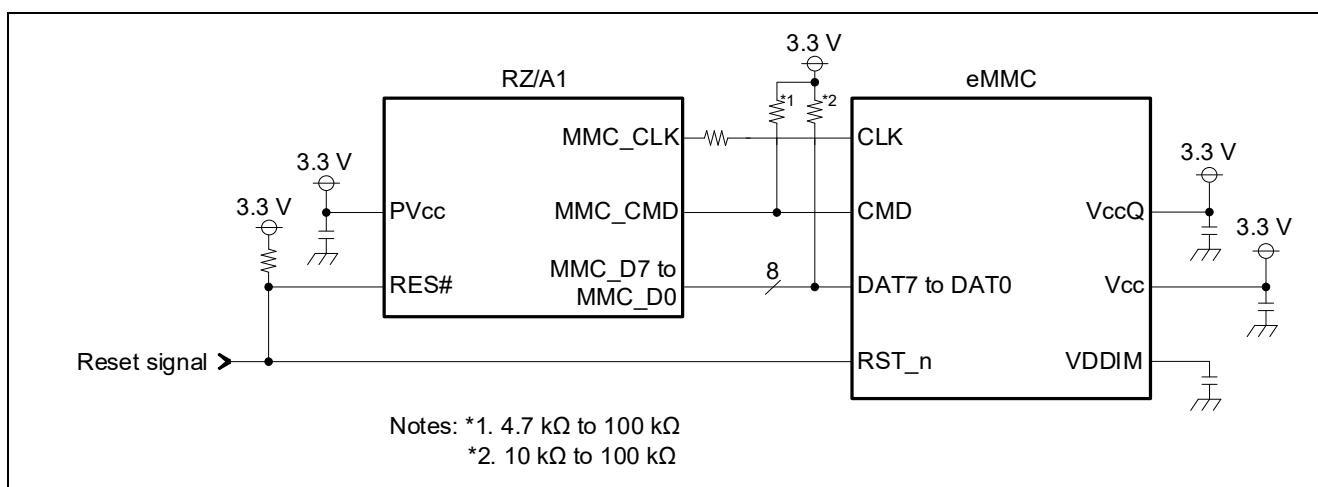 3.3 V
RZ/A1
eMMC
*1
*2
MMC_CLK
CLK
3.3 V
3.3 V
3.3 V
PVcc
MMC_CMD
CMD
VccQ
3.3 V
RES#
MMC_D7 to
MMC_D0
8
DAT7 to DAT0
Vcc
Reset signal
RST_n
VDDIM
Notes: *1. 4.7 kΩ to 100 kΩ
*2. 10 kΩ to 100 kΩ